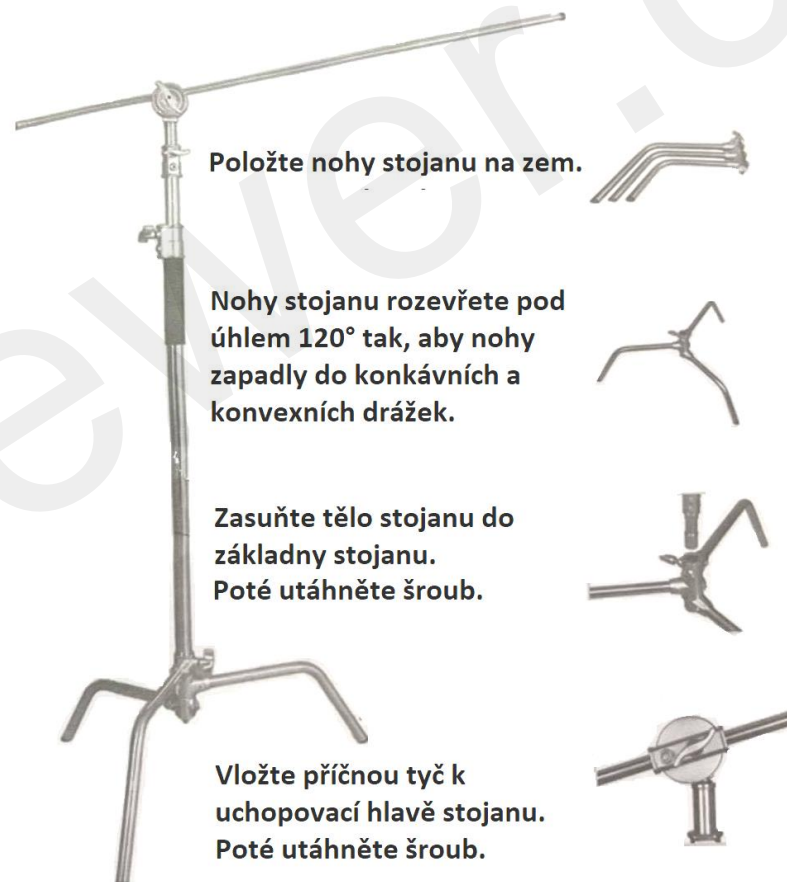 Položte nohy stojanu na zem.
Nohy stojanu rozevřete pod
úhlem 120° tak, aby nohy
zapadly do konkávních a
konvexních drážek.
Zasuňte tělo stojanu do
základny stojanu.
Poté utáhněte šroub.
Vložte příčnou tyč k
uchopovací hlavě stojanu.
Poté utáhněte šroub.
ewer.c